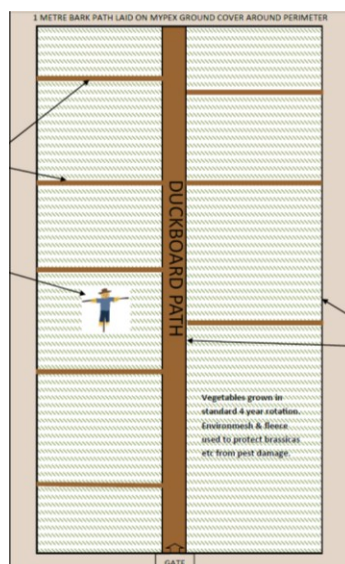 1 METRE BARK PATH LAID ON MYPEX GROUND COVER AROUND PERIMETER
DUCKBOARD PATH
Vegetables grown in
standard 4 year rotation.
Environmesh & fleece
used to protect brassicas
etc from pest damage.
GATE